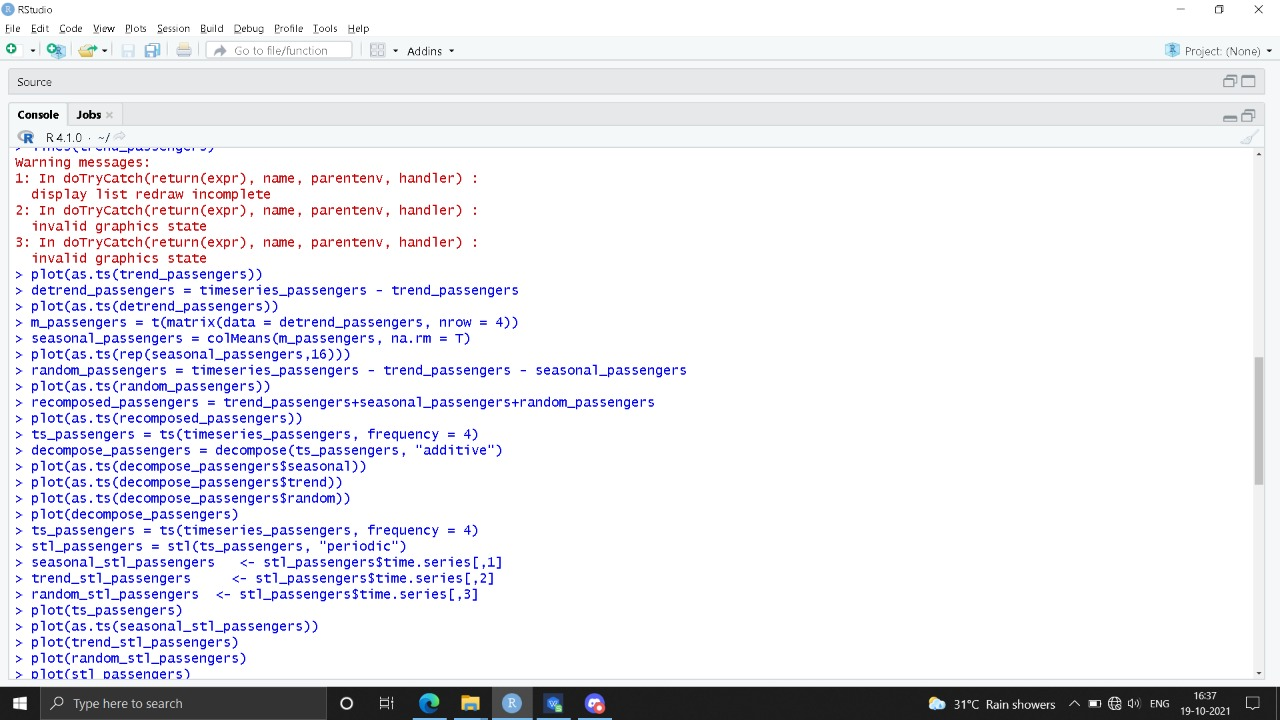 RStudio
File Edit Code View Plots Session Build Debug Profile Tools Help
Go to file/function Addins Project: (None)
Source
Console Jobs
R 4.1.0 · ~/
> lines(trend_passengers)
Warning messages:
1: In doTryCatch(return(expr), name, parentenv, handler) :
  display list redraw incomplete
2: In doTryCatch(return(expr), name, parentenv, handler) :
  invalid graphics state
3: In doTryCatch(return(expr), name, parentenv, handler) :
  invalid graphics state
> plot(as.ts(trend_passengers))
> detrend_passengers = timeseries_passengers - trend_passengers
> plot(as.ts(detrend_passengers))
> m_passengers = t(matrix(data = detrend_passengers, nrow = 4))
> seasonal_passengers = colMeans(m_passengers, na.rm = T)
> plot(as.ts(rep(seasonal_passengers,16)))
> random_passengers = timeseries_passengers - trend_passengers - seasonal_passengers
> plot(as.ts(random_passengers))
> recomposed_passengers = trend_passengers+seasonal_passengers+random_passengers
> plot(as.ts(recomposed_passengers))
> ts_passengers = ts(timeseries_passengers, frequency = 4)
> decompose_passengers = decompose(ts_passengers, "additive")
> plot(as.ts(decompose_passengers$seasonal))
> plot(as.ts(decompose_passengers$trend))
> plot(as.ts(decompose_passengers$random))
> plot(decompose_passengers)
> ts_passengers = ts(timeseries_passengers, frequency = 4)
> stl_passengers = stl(ts_passengers, "periodic")
> seasonal_stl_passengers   <- stl_passengers$time.series[,1]
> trend_stl_passengers     <- stl_passengers$time.series[,2]
> random_stl_passengers  <- stl_passengers$time.series[,3]
> plot(ts_passengers)
> plot(as.ts(seasonal_stl_passengers))
> plot(trend_stl_passengers)
> plot(random_stl_passengers)
> plot(stl_passengers)
Type here to search 31°C Rain showers ENG 16:37
19-10-2021